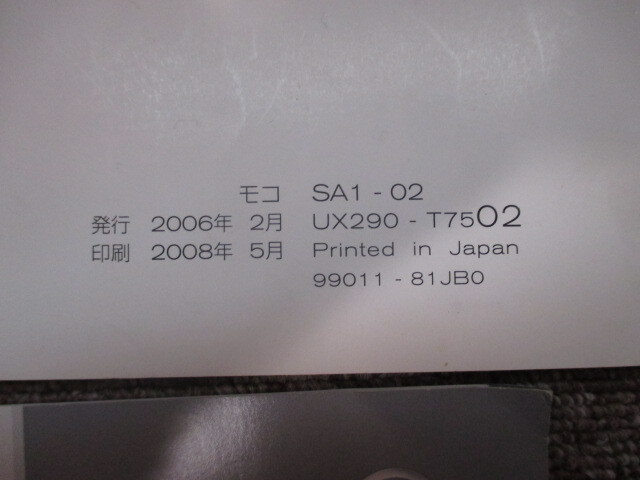 モコ SA1 - 02
発行 2006年 2月 UX290 - T7502
印刷 2008年 5月 Printed in Japan
99011 - 81JB0